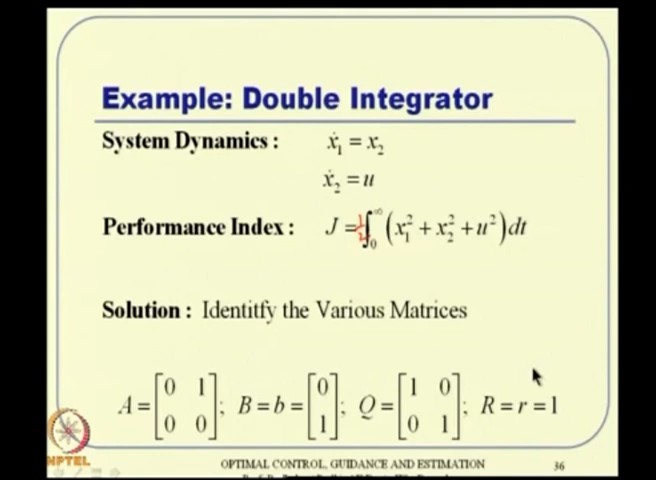 Example: Double Integrator
System Dynamics : ẋ₁ = x₂
ẋ₂ = u
Performance Index : J = ½ ∫₀^∞ (x₁² + x₂² + u²) dt
Solution : Identitfy the Various Matrices
A = [0 1; 0 0]; B = b = [0; 1]; Q = [1 0; 0 1]; R = r = 1
NPTEL
OPTIMAL CONTROL, GUIDANCE AND ESTIMATION 36